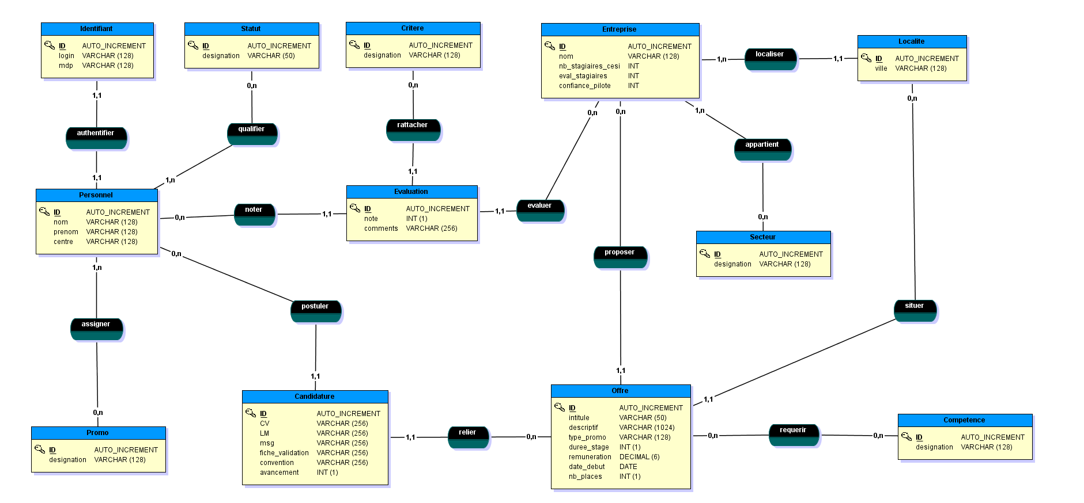 Identifiant
ID AUTO_INCREMENT
login VARCHAR (128)
mdp VARCHAR (128)
Statut
ID AUTO_INCREMENT
designation VARCHAR (50)
Critere
ID AUTO_INCREMENT
designation VARCHAR (128)
Entreprise
ID AUTO_INCREMENT
nom VARCHAR (128)
nb_stagiaires_cesi INT
eval_stagiaires INT
confiance_pilote INT
1,n
localiser
1,1
Localite
ID AUTO_INCREMENT
ville VARCHAR (128)
1,1
authentifier
1,1
0,n
qualifier
1,n
0,n
rattacher
1,1
0,n
0,n
1,n
appartient
0,n
0,n
Personnel
ID AUTO_INCREMENT
nom VARCHAR (128)
prenom VARCHAR (128)
centre VARCHAR (128)
0,n
noter
1,1
Evaluation
ID AUTO_INCREMENT
note INT (1)
comments VARCHAR (256)
1,1
evaluer
proposer
1,1
Secteur
ID AUTO_INCREMENT
designation VARCHAR (128)
1,n
assigner
0,n
0,n
postuler
1,1
situer
1,1
Promo
ID AUTO_INCREMENT
designation VARCHAR (128)
Candidature
ID AUTO_INCREMENT
CV VARCHAR (256)
LM VARCHAR (256)
msg VARCHAR (256)
fiche_validation VARCHAR (256)
convention VARCHAR (256)
avancement INT (1)
1,1
relier
0,n
Offre
ID AUTO_INCREMENT
intitule VARCHAR (50)
descriptif VARCHAR (1024)
type_promo VARCHAR (128)
duree_stage INT (1)
remuneration DECIMAL (6)
date_debut DATE
nb_places INT (1)
0,n
requerir
0,n
Competence
ID AUTO_INCREMENT
designation VARCHAR (128)